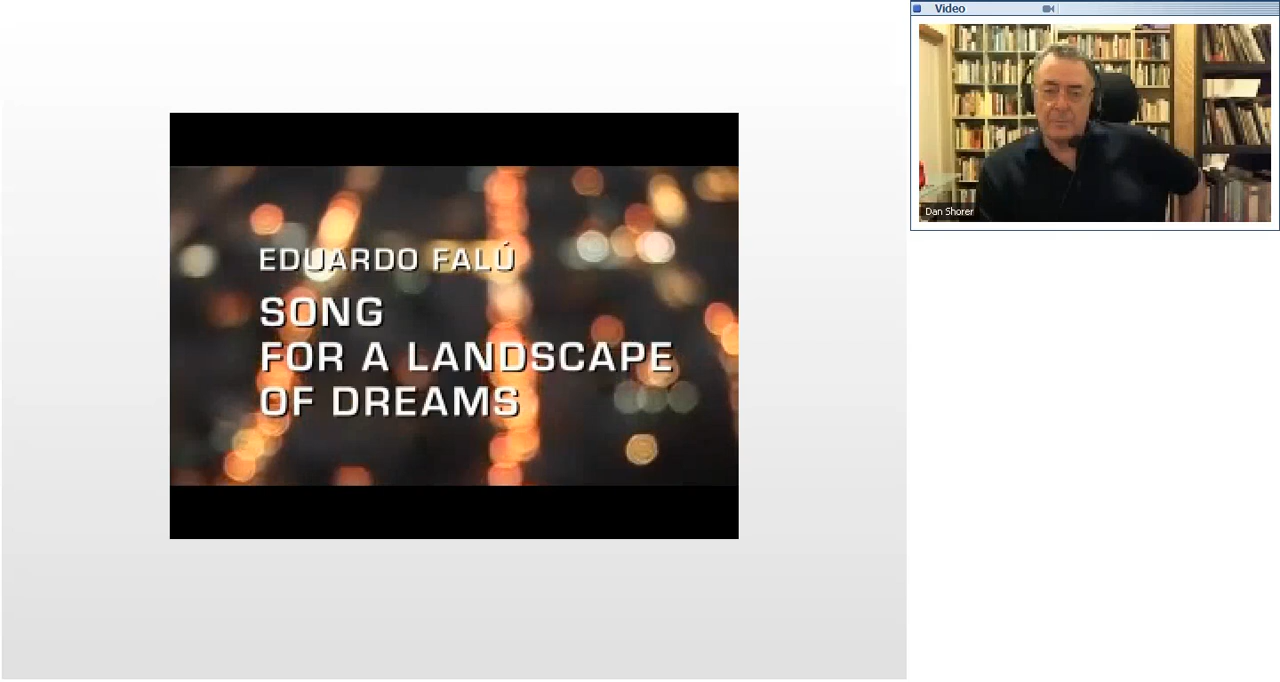 Video
EDUARDO FALÚ
SONG
FOR A LANDSCAPE
OF DREAMS
Dan Shorer